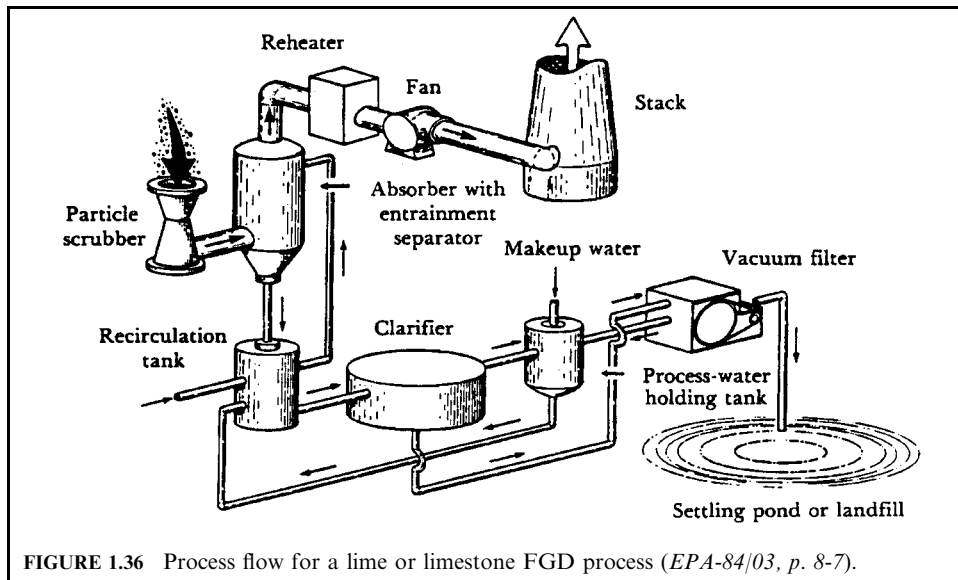 Reheater
Fan
Stack
Particle
scrubber
Absorber with
entrainment
separator
Makeup water
Vacuum filter
Recirculation
tank
Clarifier
Process-water
holding tank
Settling pond or landfill
FIGURE 1.36 Process flow for a lime or limestone FGD process (EPA-84/03, p. 8-7).